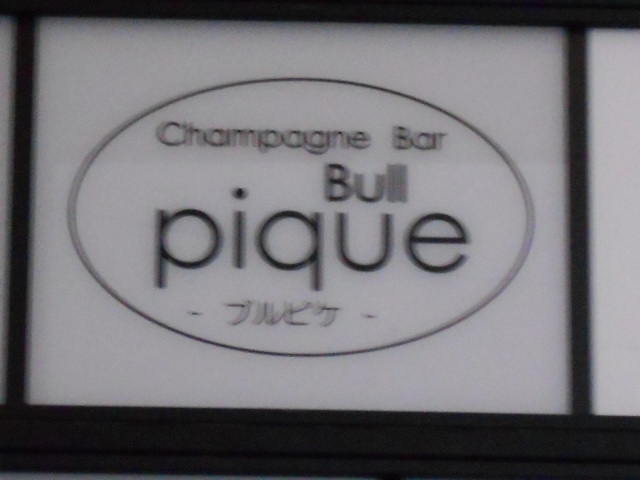 Champagne Bar
Bull
pique
- ブルピケ -